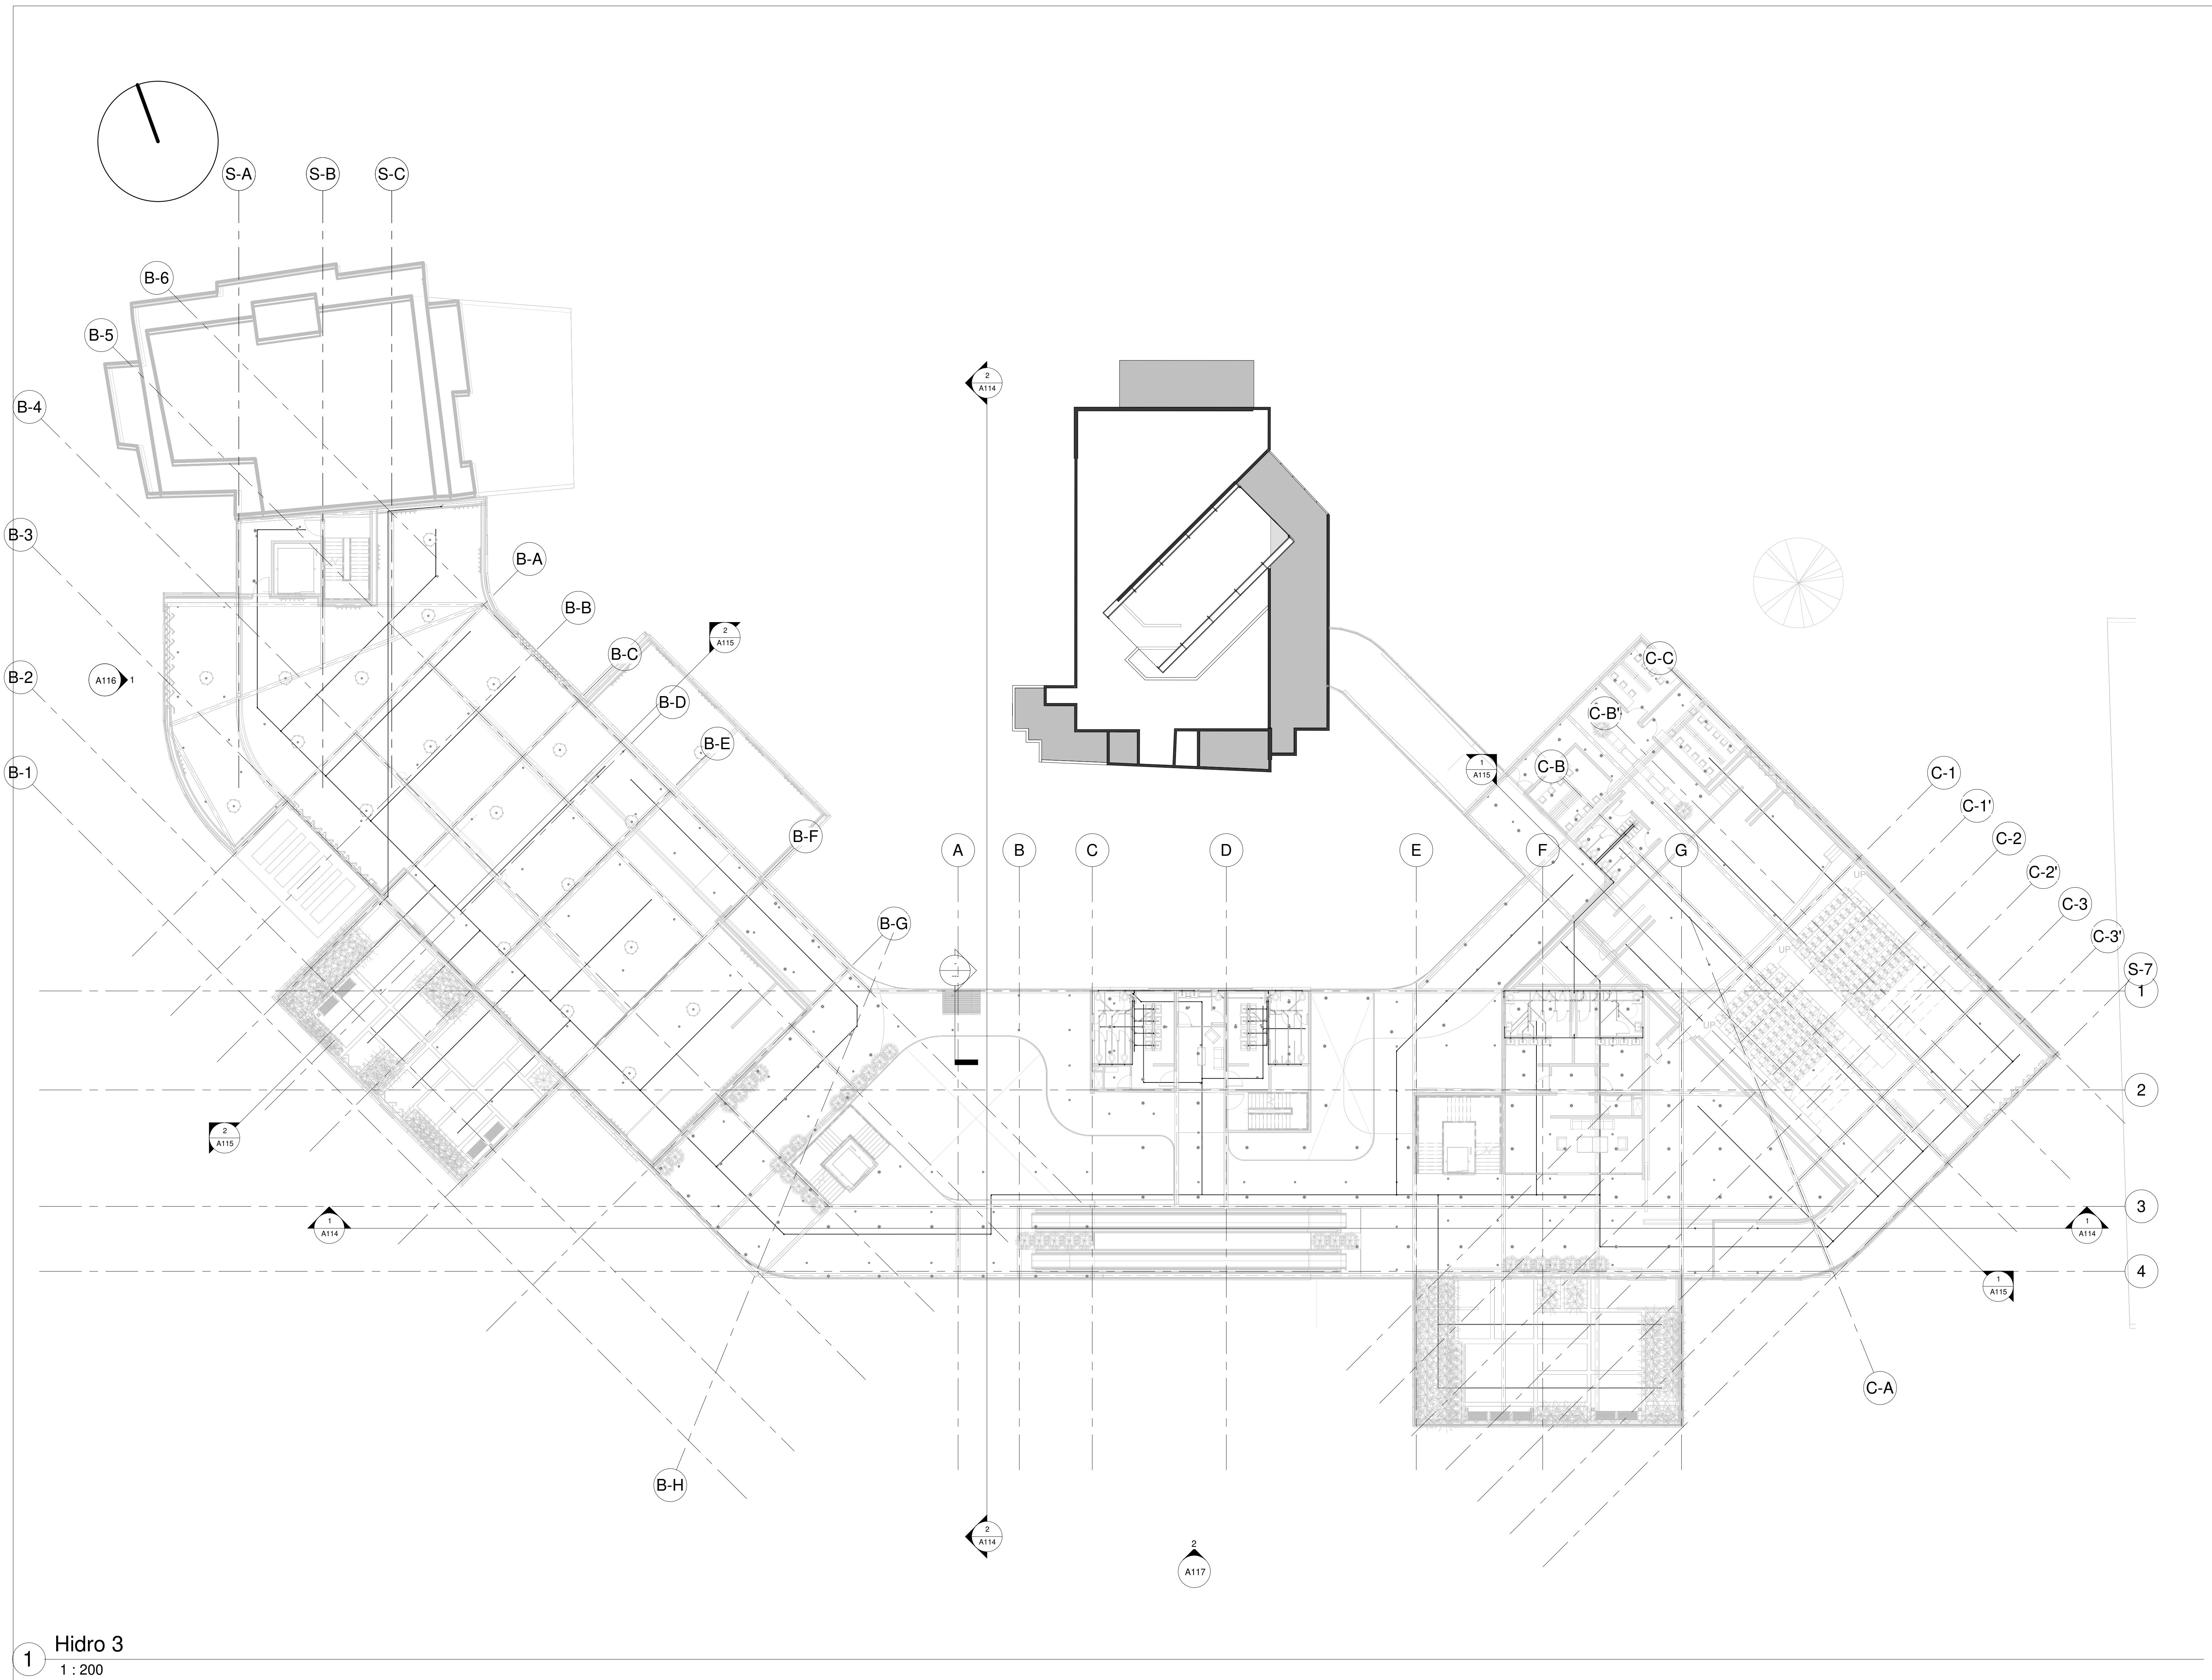 S-A
S-B
S-C
B-6
B-5
B-4
B-3
B-2
B-1
B-A
B-B
B-C
B-D
B-E
B-F
B-G
B-H
2
A115
A116
1
2
A114
A
B
C
D
E
F
G
C-C
C-B'
C-B
1
A115
C-1
C-1'
C-2
C-2'
C-3
C-3'
S-7
1
2
3
4
UP
UP
UP
2
A115
1
A114
1
A114
1
A115
C-A
2
A114
2
A117
1
Hidro 3
1 : 200